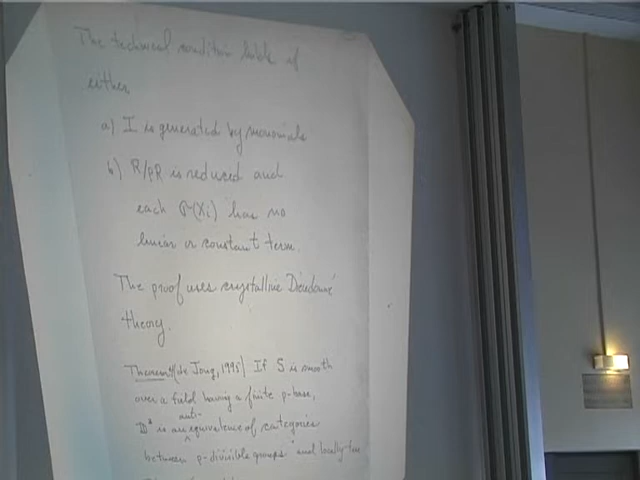 The technical condition holds if
either
a) I is generated by monomials
b) R/pR is reduced and
each σ(Xi) has no
linear or constant term.
The proof uses crystalline Dieudonné
theory.
Theorem (de Jong, 1995) If S is smooth
over a field having a finite p-base,
anti-
𝔻* is an ^ equivalence of categories
between p-divisible groups and locally-free